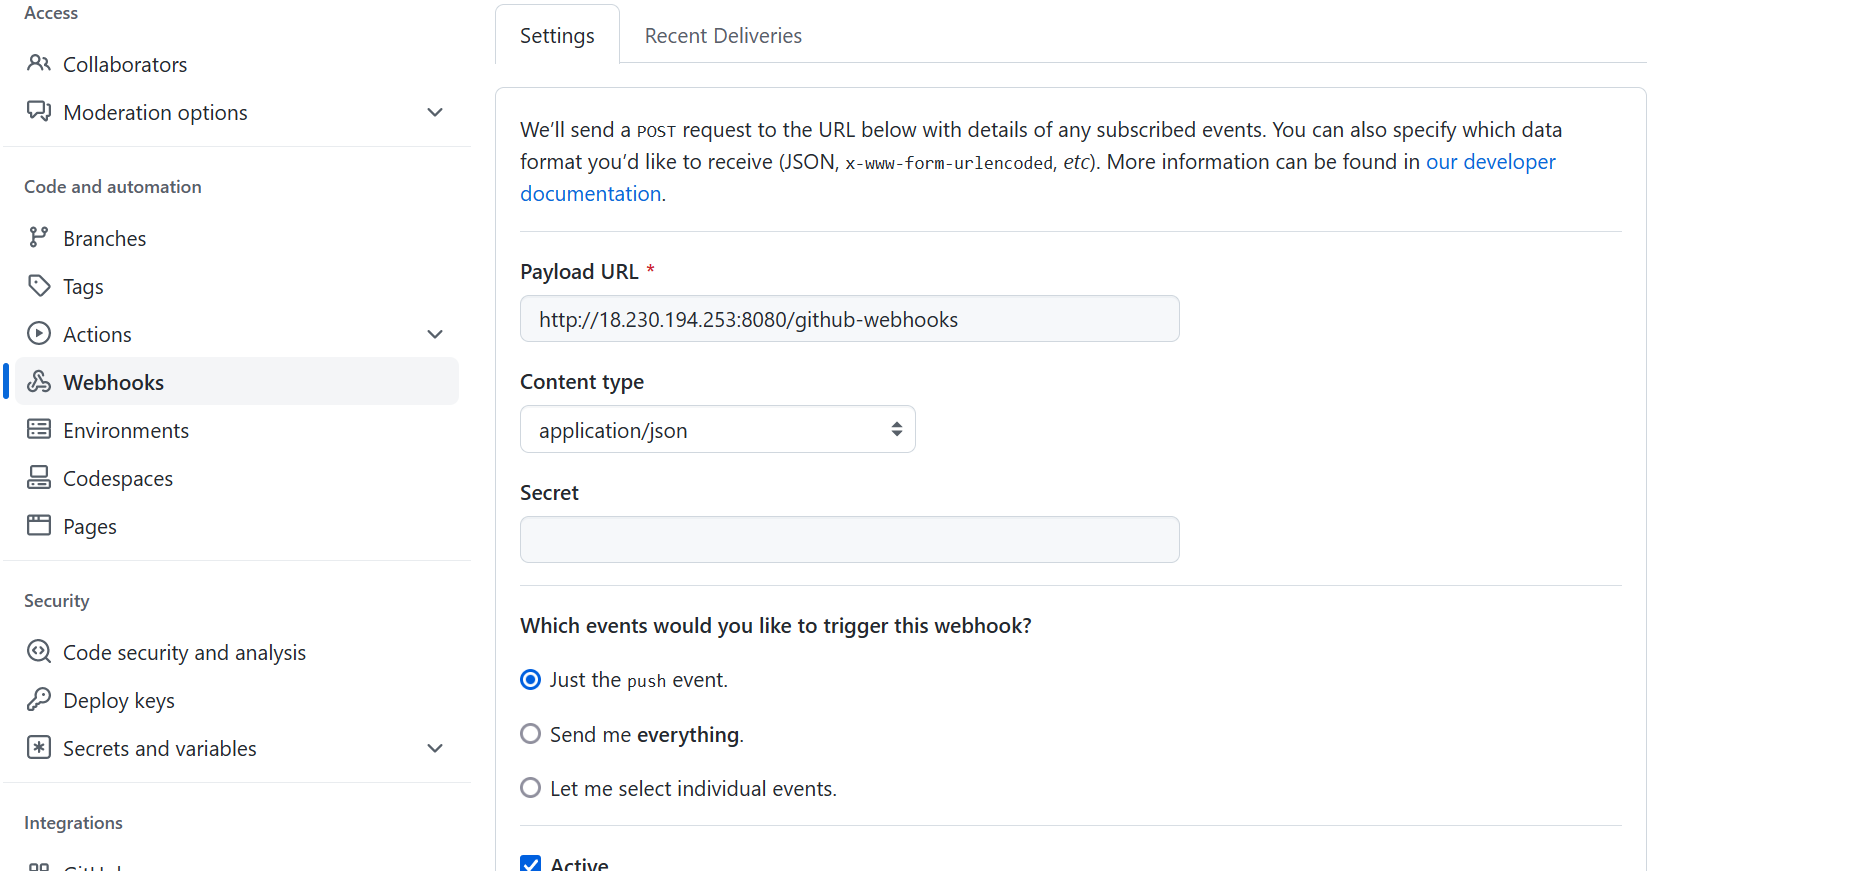 Access
Collaborators
Moderation options
Code and automation
Branches
Tags
Actions
Webhooks
Environments
Codespaces
Pages
Security
Code security and analysis
Deploy keys
Secrets and variables
Integrations
GitHub
Settings
Recent Deliveries
We’ll send a POST request to the URL below with details of any subscribed events. You can also specify which data
format you’d like to receive (JSON, x-www-form-urlencoded, etc). More information can be found in our developer
documentation.
Payload URL *
http://18.230.194.253:8080/github-webhooks
Content type
application/json
Secret
Which events would you like to trigger this webhook?
Just the push event.
Send me everything.
Let me select individual events.
Active